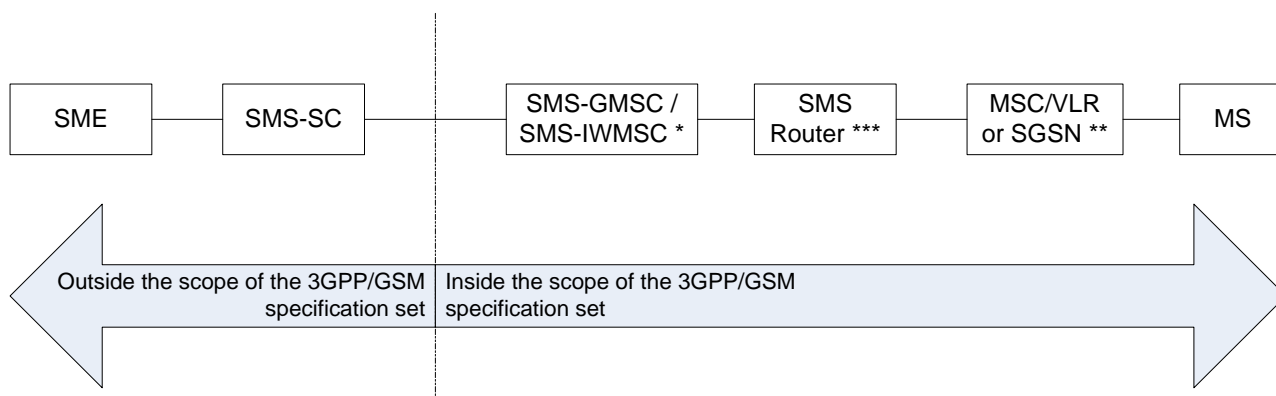 SME
SMS-SC
SMS-GMSC /
SMS-IWMSC *
SMS
Router ***
MSC/VLR
or SGSN **
MS
Outside the scope of the 3GPP/GSM
specification set
Inside the scope of the 3GPP/GSM
specification set